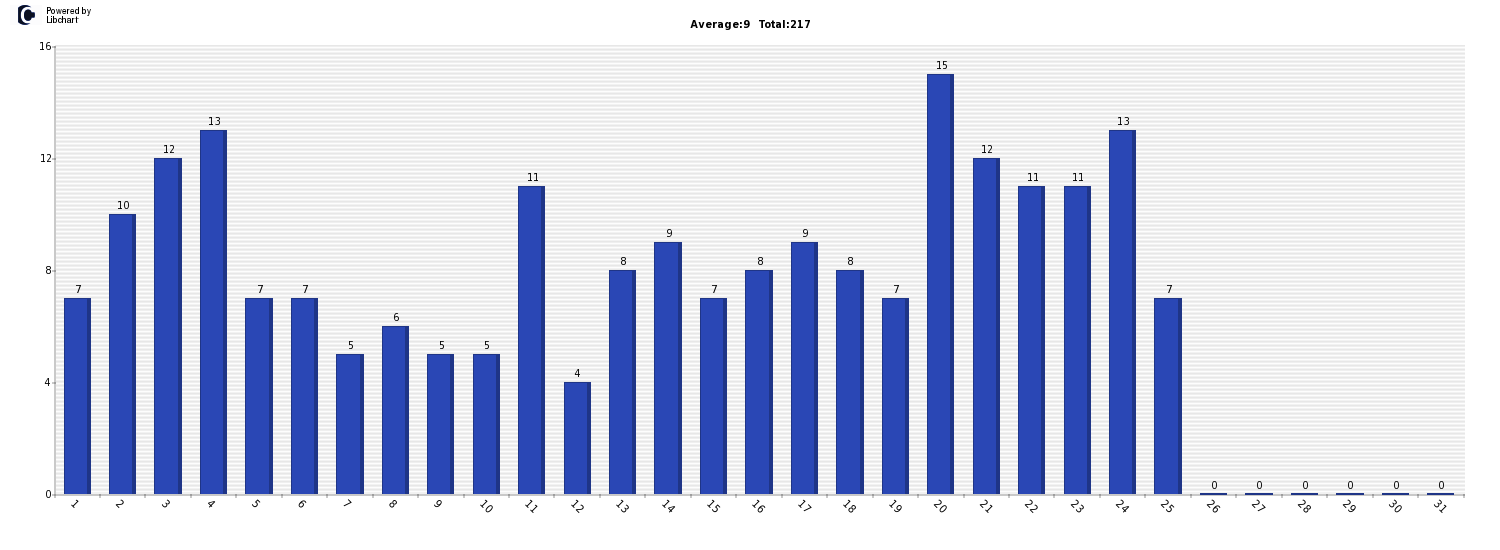 Powered by
Libchart
Average:9 Total:217
16
12
8
4
0
7 10 12 13 7 7 5 6 5 5 11 4 8 9 7 8 9 8 7 15 12 11 11 13 7 0 0 0 0 0 0
1 2 3 4 5 6 7 8 9 10 11 12 13 14 15 16 17 18 19 20 21 22 23 24 25 26 27 28 29 30 31